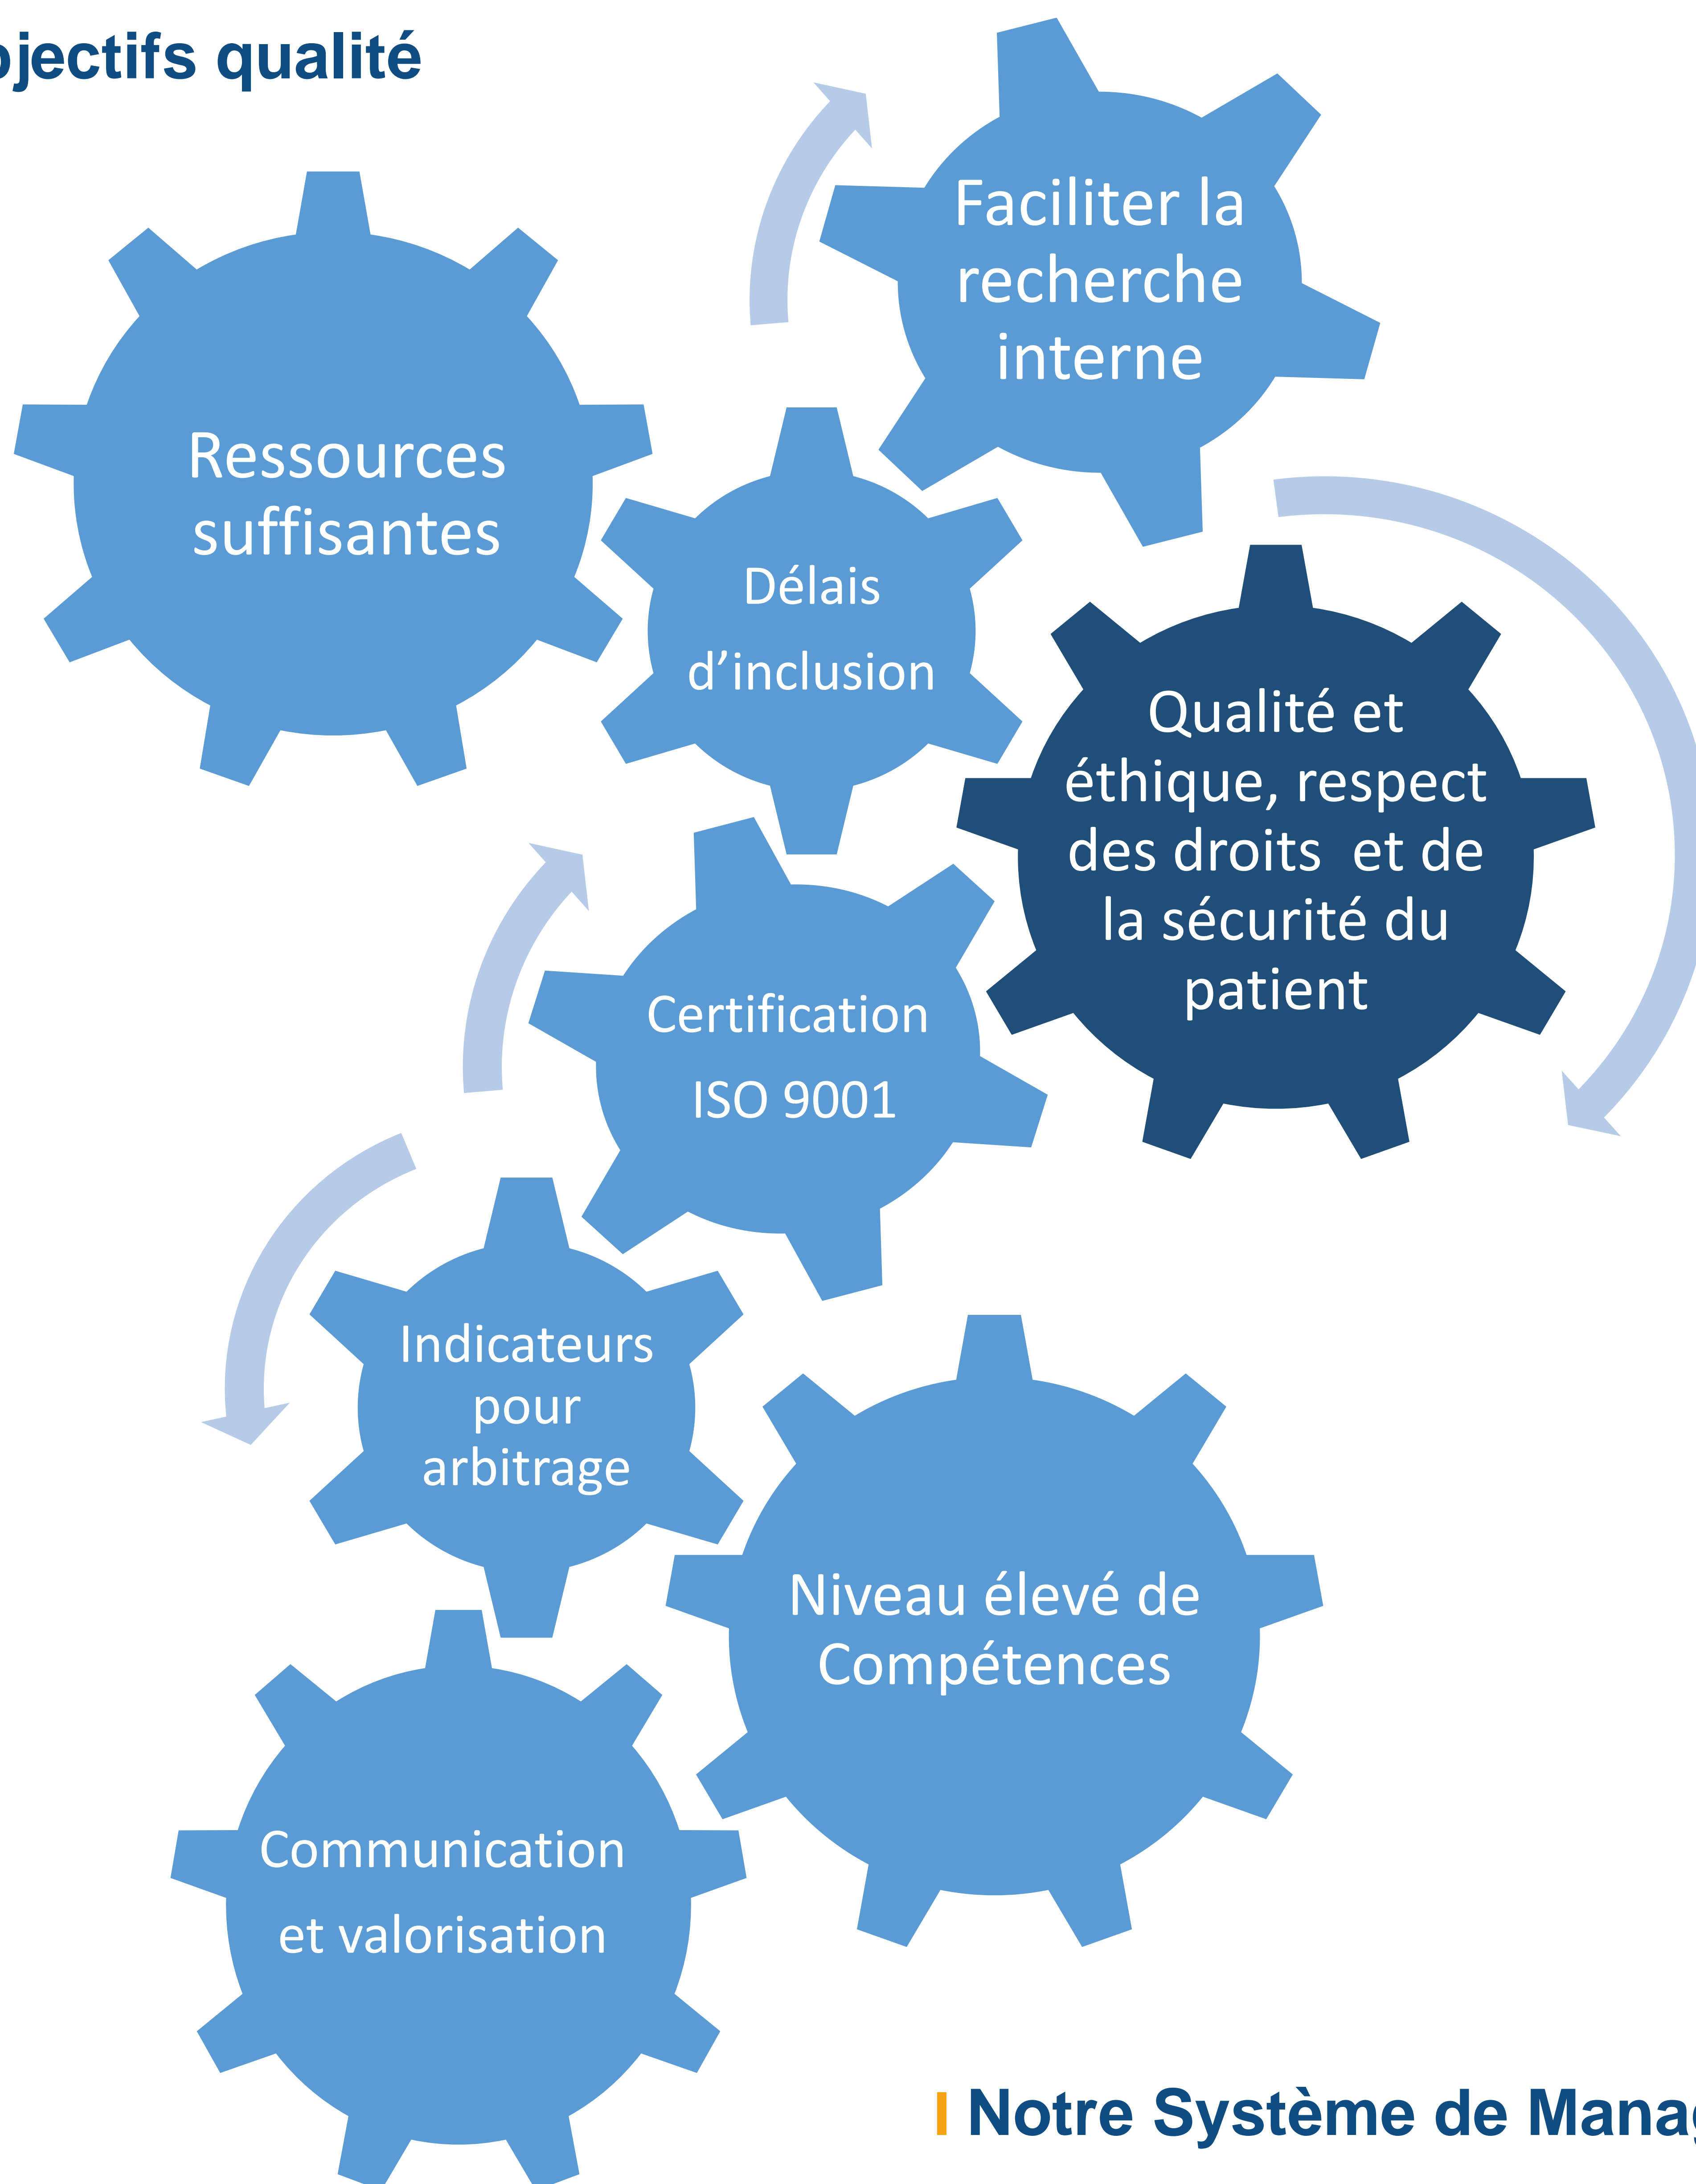 jectifs qualité
Faciliter la
recherche
interne
Ressources
suffisantes
Délais
d’inclusion
Qualité et
éthique, respect
des droits  et de
la sécurité du
patient
Certification
ISO 9001
Indicateurs
pour
arbitrage
Niveau élevé de
Compétences
Communication
et valorisation
Notre Système de Mana